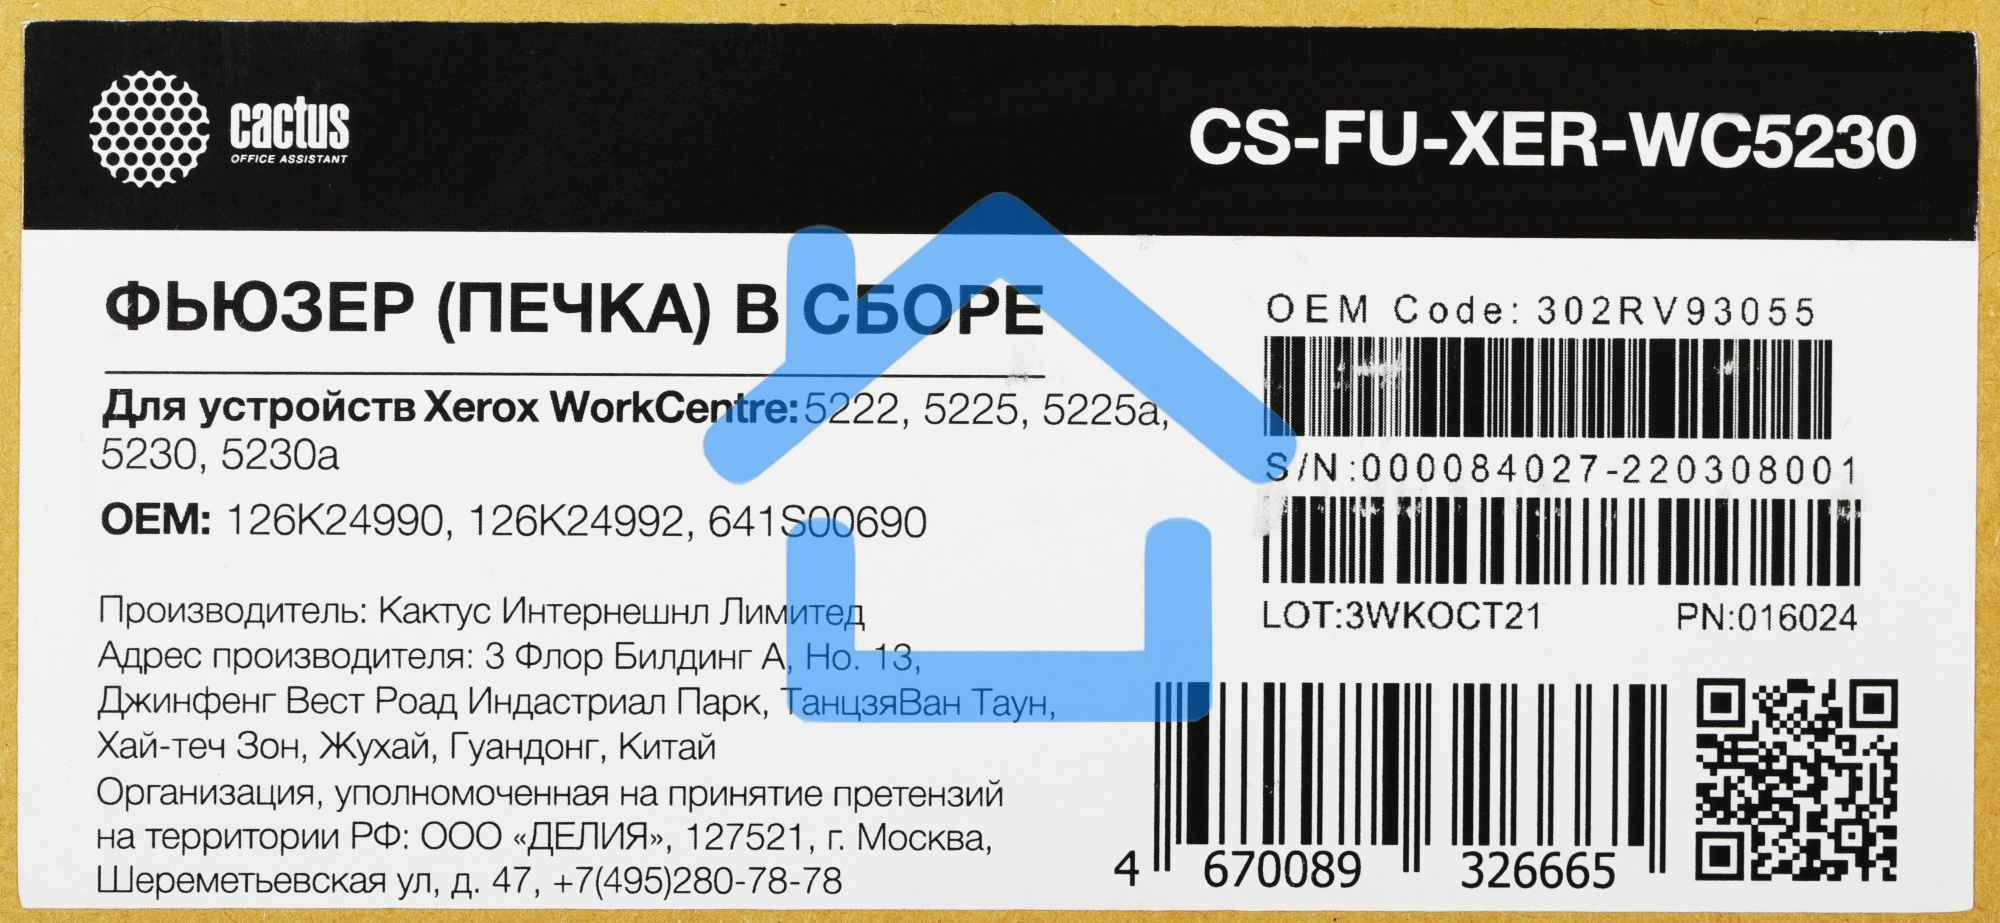 cactus
OFFICE ASSISTANT
CS-FU-XER-WC5230
ФЬЮЗЕР (ПЕЧКА) В СБОРЕ
Для устройств Xerox WorkCentre: 5222, 5225, 5225a,
5230, 5230a
OEM: 126K24990, 126K24992, 641S00690
Производитель: Кактус Интернешнл Лимитед
Адрес производителя: 3 Флор Билдинг А, Но. 13,
Джинфенг Вест Роад Индастриал Парк, ТанцзяВан Таун,
Хай-теч Зон, Жухай, Гуандонг, Китай
Организация, уполномоченная на принятие претензий
на территории РФ: ООО «ДЕЛИЯ», 127521, г. Москва,
Шереметьевская ул, д. 47, +7(495)280-78-78
OEM Code: 302RV93055
S/N:000084027-220308001
LOT:3WKOCT21 PN:016024
4 670089 326665